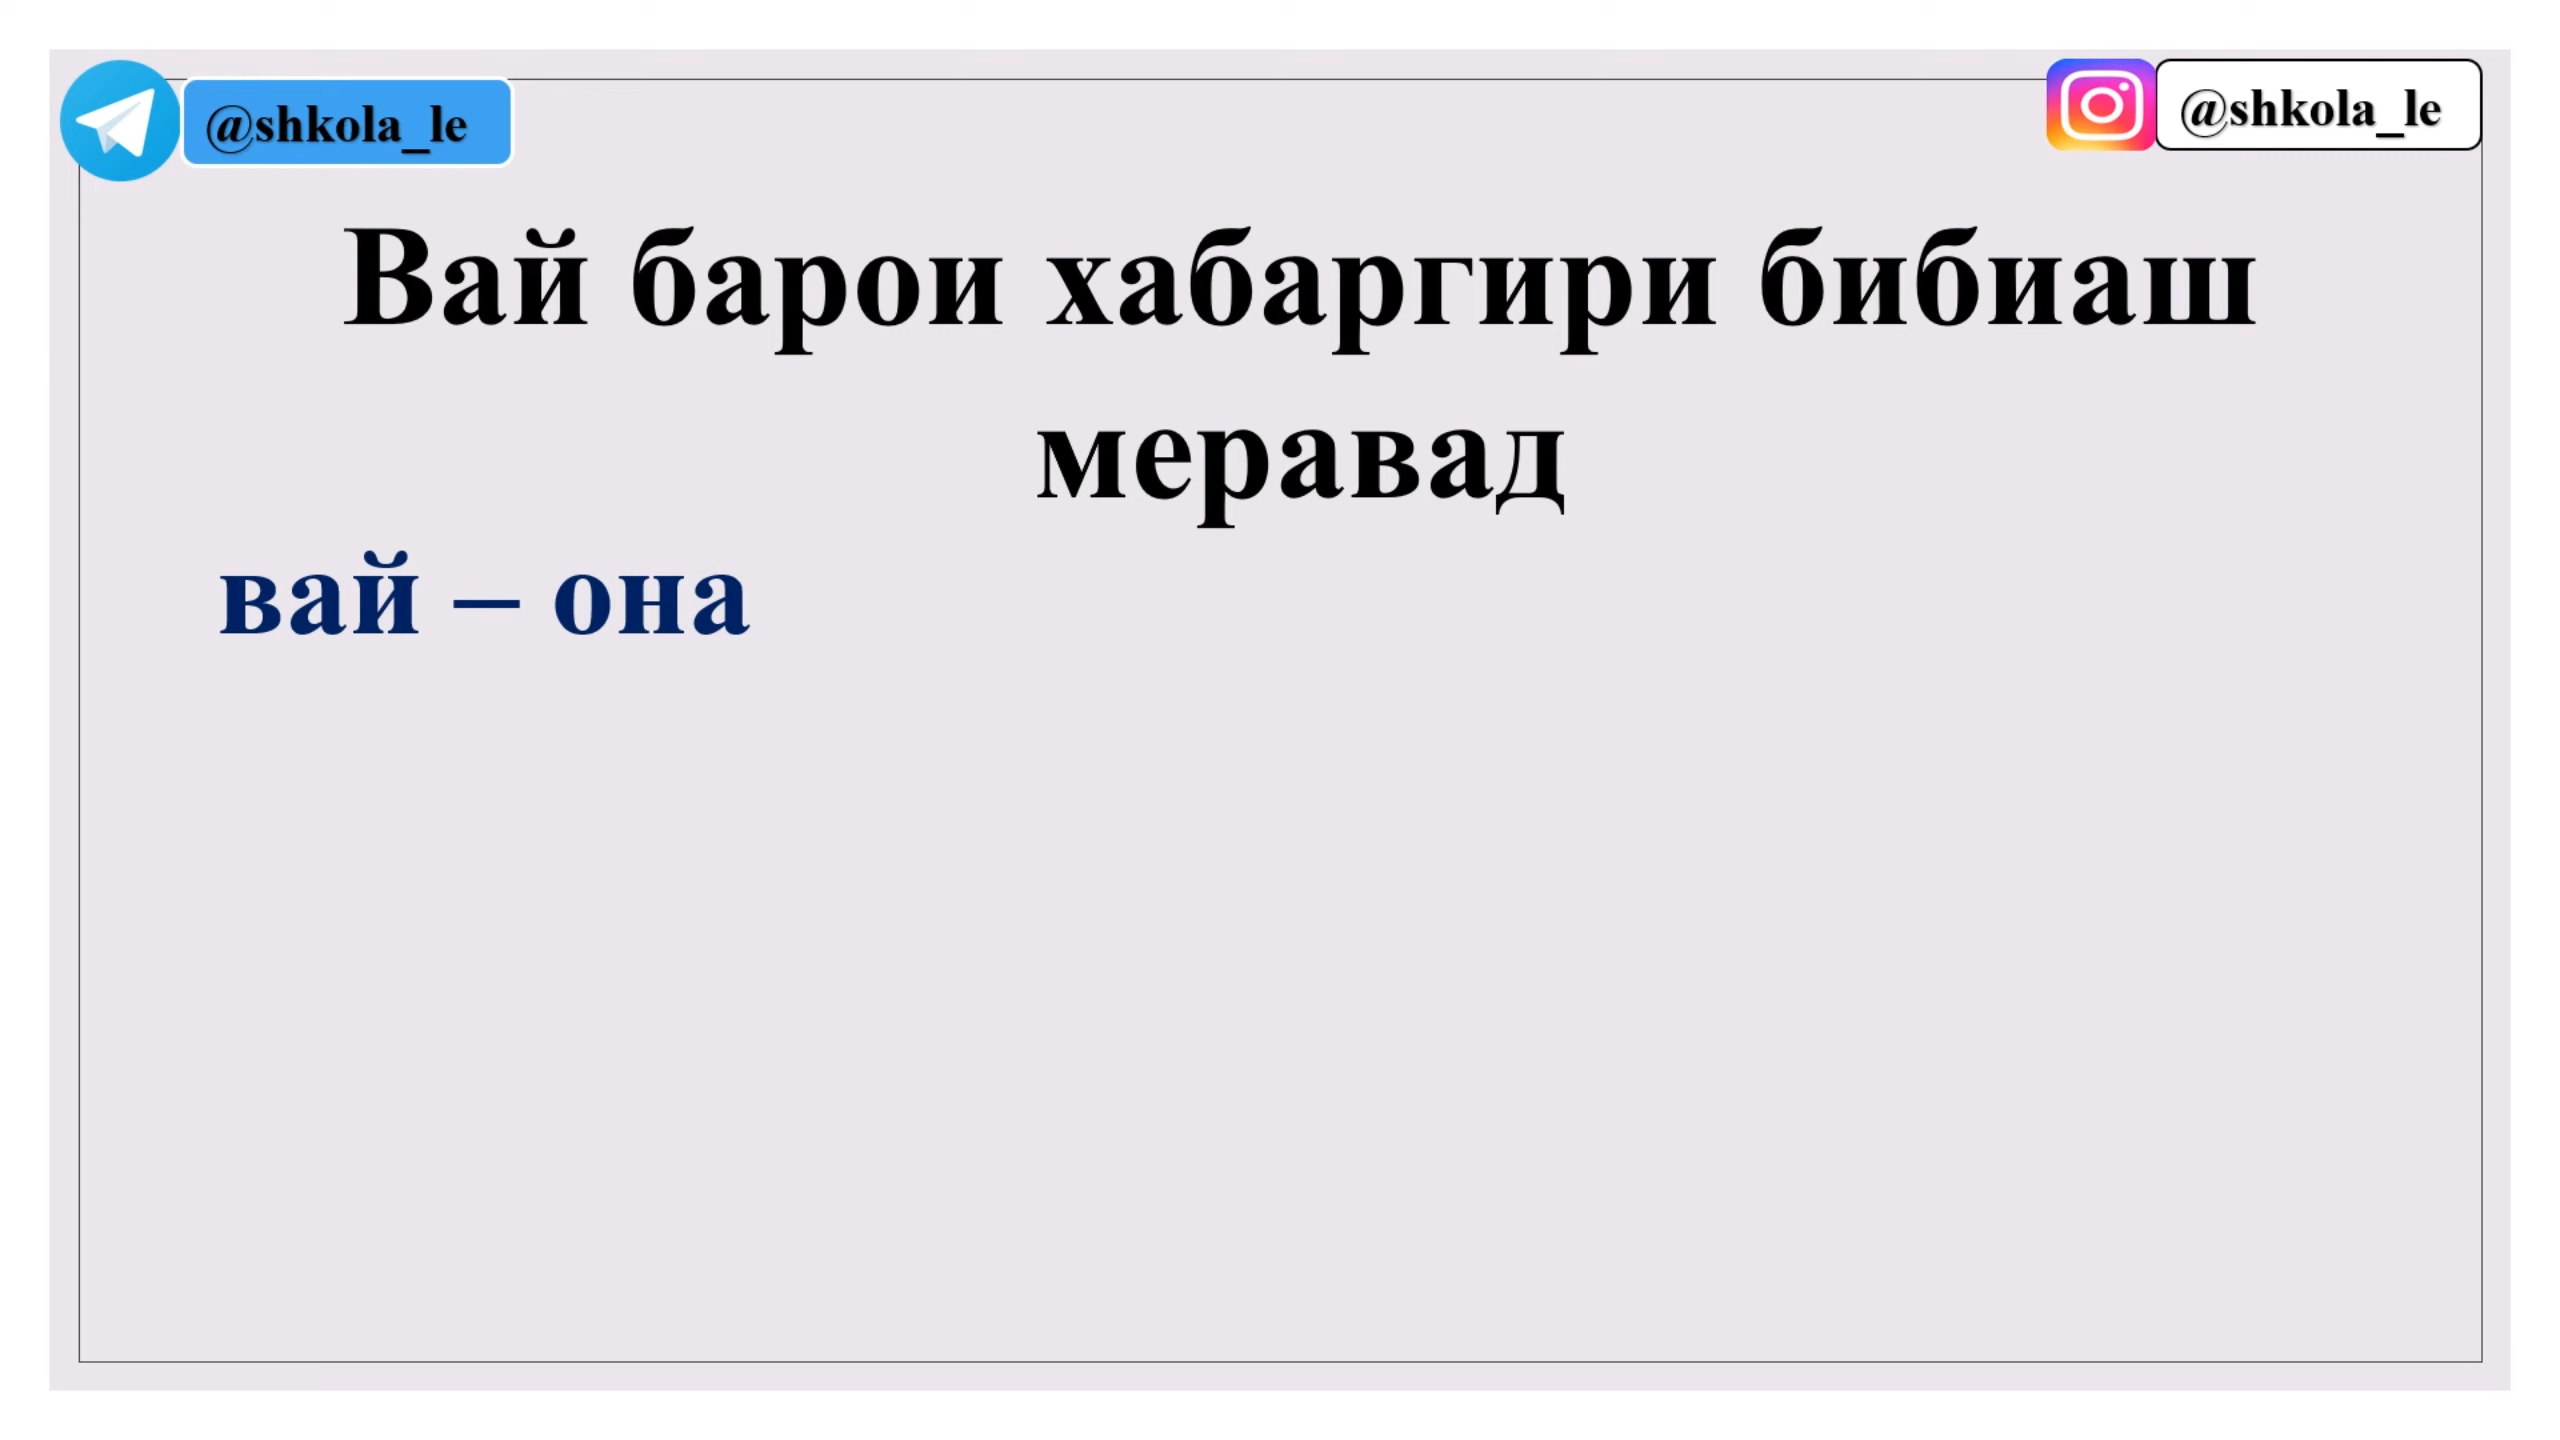 @shkola_le
@shkola_le
Вай барои хабаргири бибиаш
меравад
вай – она